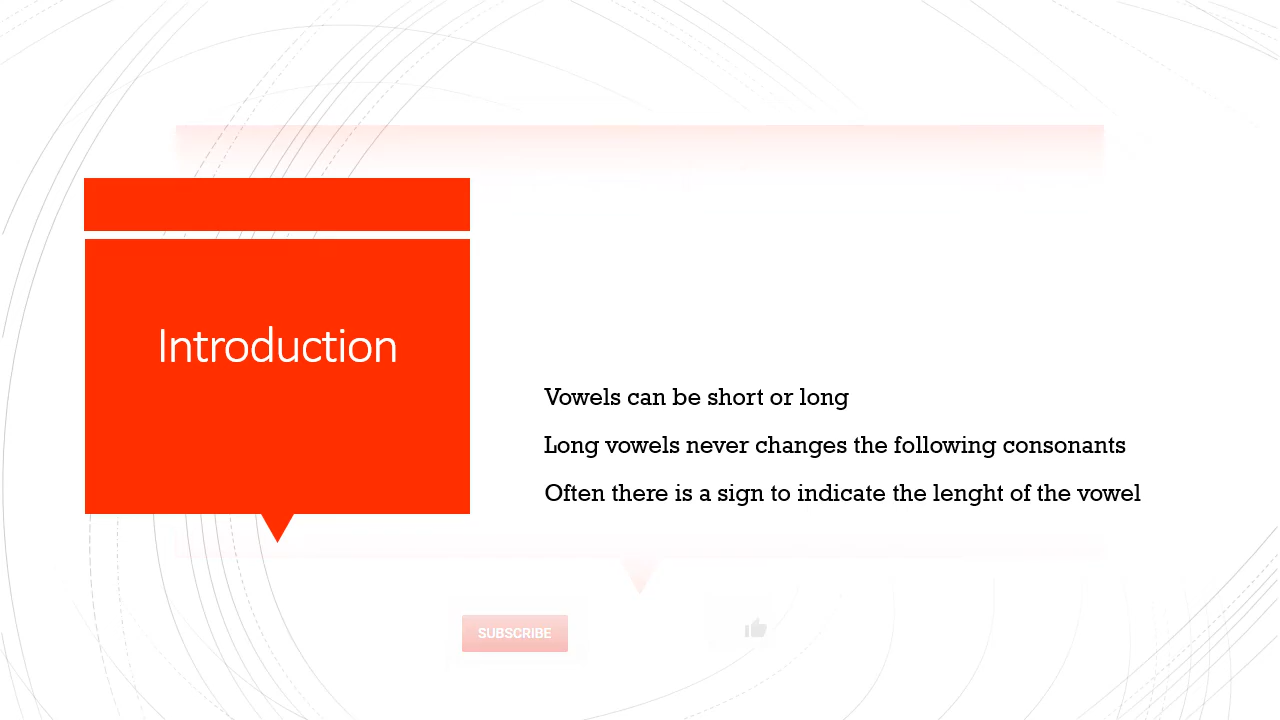 Introduction
Vowels can be short or long
Long vowels never changes the following consonants
Often there is a sign to indicate the lenght of the vowel
SUBSCRIBE